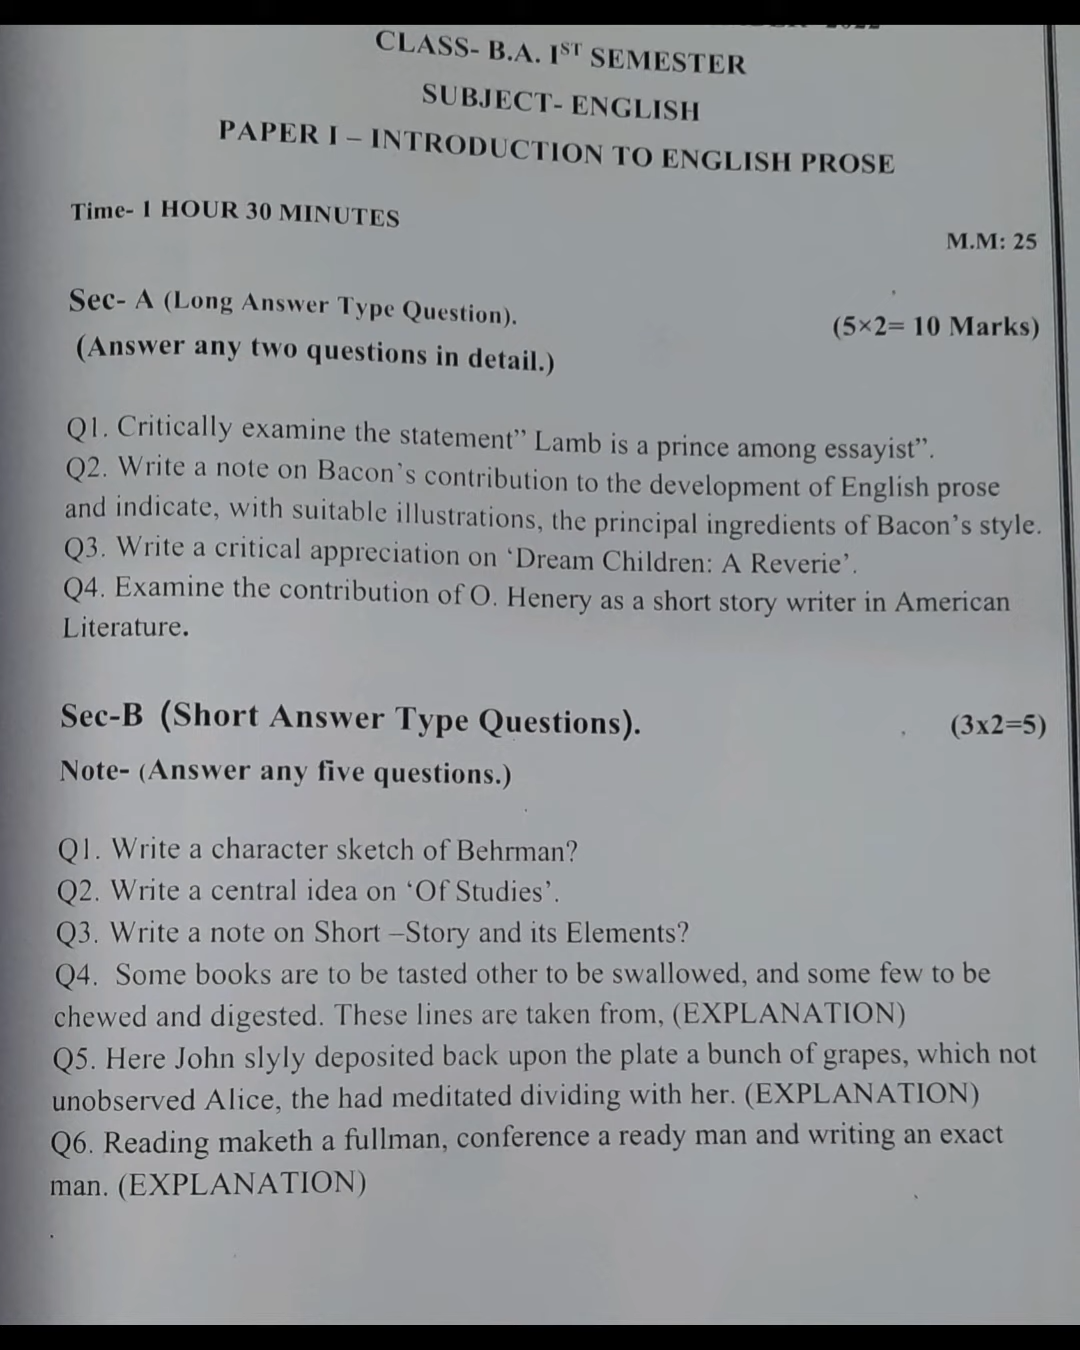 2022
CLASS- B.A. IST SEMESTER
SUBJECT- ENGLISH
PAPER I – INTRODUCTION TO ENGLISH PROSE
Time- 1 HOUR 30 MINUTES
M.M: 25
Sec- A (Long Answer Type Question).
(5×2= 10 Marks)
(Answer any two questions in detail.)
Q1. Critically examine the statement” Lamb is a prince among essayist”.
Q2. Write a note on Bacon’s contribution to the development of English prose
and indicate, with suitable illustrations, the principal ingredients of Bacon’s style.
Q3. Write a critical appreciation on ‘Dream Children: A Reverie’.
Q4. Examine the contribution of O. Henery as a short story writer in American
Literature.
Sec-B (Short Answer Type Questions).
(3x2=5)
Note- (Answer any five questions.)
Q1. Write a character sketch of Behrman?
Q2. Write a central idea on ‘Of Studies’.
Q3. Write a note on Short –Story and its Elements?
Q4. Some books are to be tasted other to be swallowed, and some few to be
chewed and digested. These lines are taken from, (EXPLANATION)
Q5. Here John slyly deposited back upon the plate a bunch of grapes, which not
unobserved Alice, the had meditated dividing with her. (EXPLANATION)
Q6. Reading maketh a fullman, conference a ready man and writing an exact
man. (EXPLANATION)